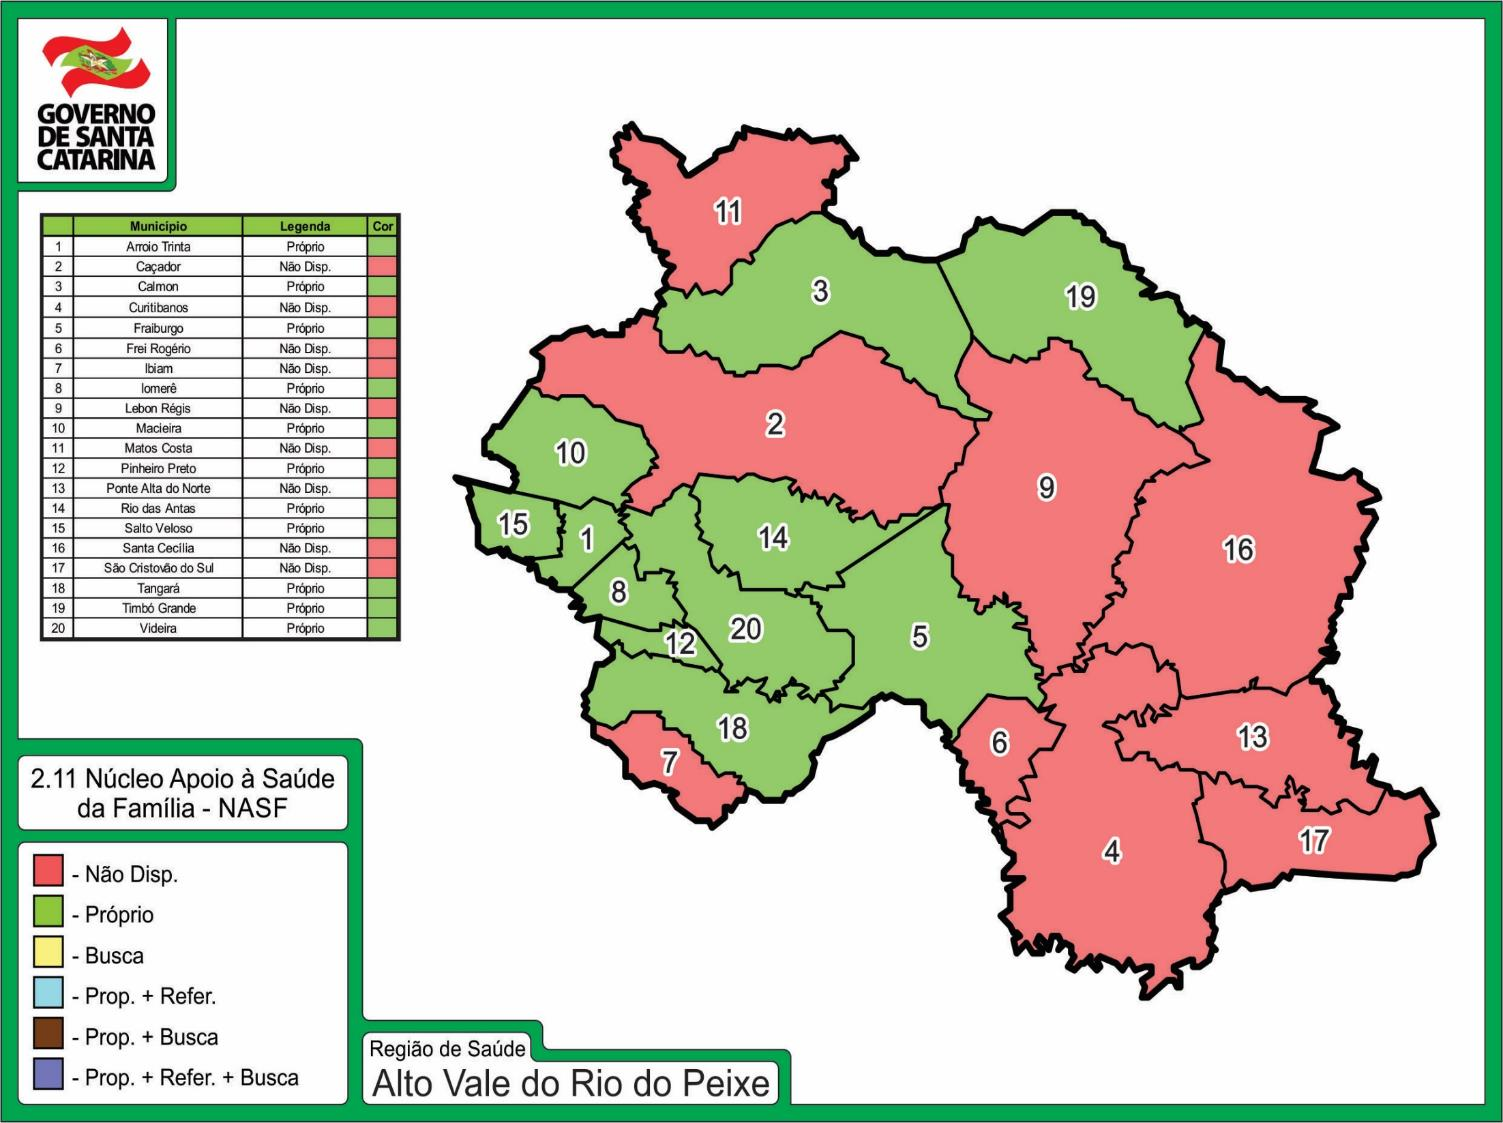 GOVERNO
DE SANTA
CATARINA
Município Legenda Cor
1 Arroio Trinta Próprio
2 Caçador Não Disp.
3 Calmon Próprio
4 Curitibanos Não Disp.
5 Fraiburgo Próprio
6 Frei Rogério Não Disp.
7 Ibiam Não Disp.
8 Iomerê Próprio
9 Lebon Régis Não Disp.
10 Macieira Próprio
11 Matos Costa Não Disp.
12 Pinheiro Preto Próprio
13 Ponte Alta do Norte Não Disp.
14 Rio das Antas Próprio
15 Salto Veloso Próprio
16 Santa Cecília Não Disp.
17 São Cristovão do Sul Não Disp.
18 Tangará Próprio
19 Timbó Grande Próprio
20 Videira Próprio
11
3
19
2
10
9
15
1
14
16
8
20
12
5
18
7
6
13
4
17
2.11 Núcleo Apoio à Saúde
da Família - NASF
- Não Disp.
- Próprio
- Busca
- Prop. + Refer.
- Prop. + Busca
- Prop. + Refer. + Busca
Região de Saúde
Alto Vale do Rio do Peixe